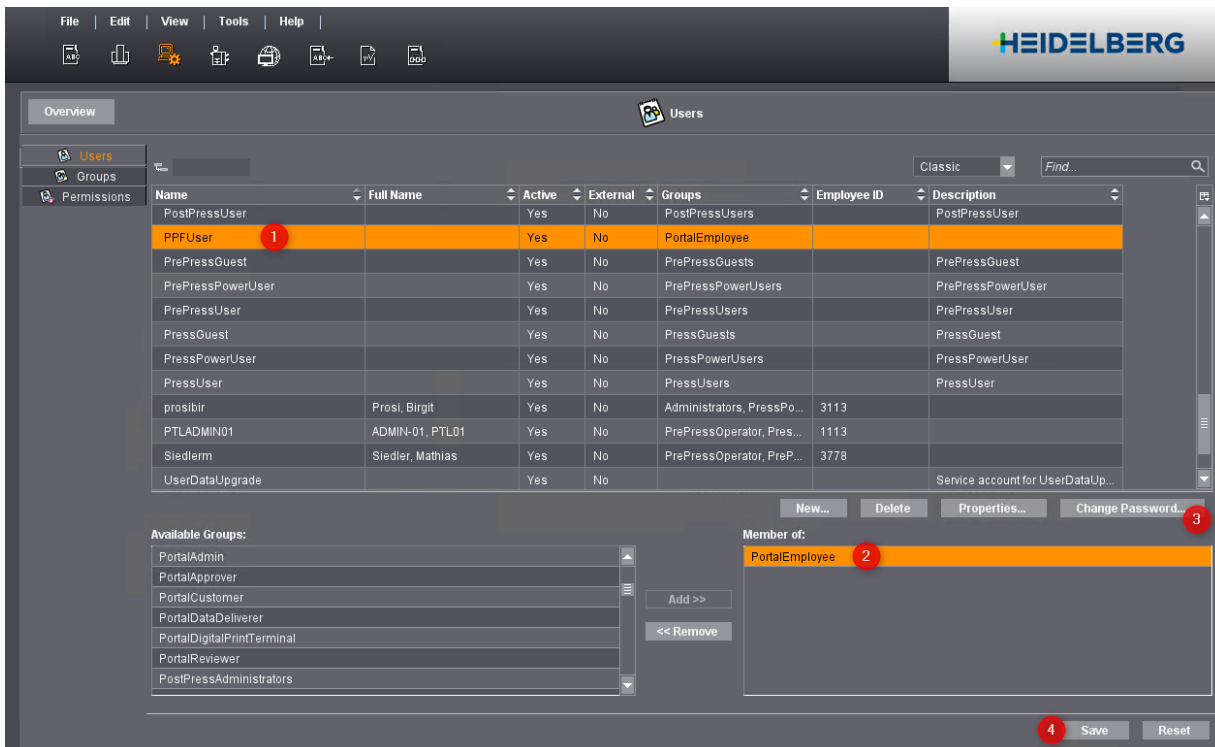 File | Edit | View | Tools | Help |
HEIDELBERG
ABC ABC DOC
Overview
Users
Users
Groups
Permissions
Classic Find...
Name Full Name Active External Groups Employee ID Description
PostPressUser Yes No PostPressUsers PostPressUser
PPFUser 1 Yes No PortalEmployee
PrePressGuest Yes No PrePressGuests PrePressGuest
PrePressPowerUser Yes No PrePressPowerUsers PrePressPowerUser
PrePressUser Yes No PrePressUsers PrePressUser
PressGuest Yes No PressGuests PressGuest
PressPowerUser Yes No PressPowerUsers PressPowerUser
PressUser Yes No PressUsers PressUser
prosibir Prosi, Birgit Yes No Administrators, PressPo... 3113
PTLADMIN01 ADMIN-01, PTL01 Yes No PrePressOperator, Pres... 1113
Siedlerm Siedler, Mathias Yes No PrePressOperator, PreP... 3778
UserDataUpgrade Yes No Service account for UserDataUp...
New... Delete Properties... Change Password... 3
Available Groups: Member of:
PortalAdmin PortalEmployee 2
PortalApprover
PortalCustomer
PortalDataDeliverer
PortalDigitalPrintTerminal
PortalReviewer
PostPressAdministrators
Add >>
<< Remove
4 Save Reset